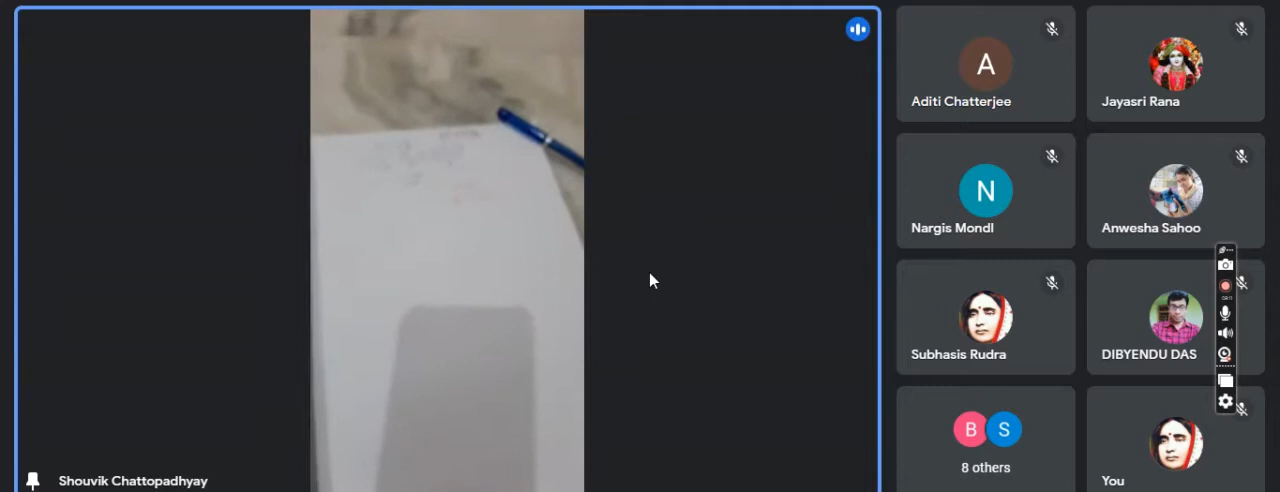 A
Aditi Chatterjee
Jayasri Rana
N
Nargis Mondl
Anwesha Sahoo
Subhasis Rudra
DIBYENDU DAS
B
S
8 others
You
Shouvik Chattopadhyay